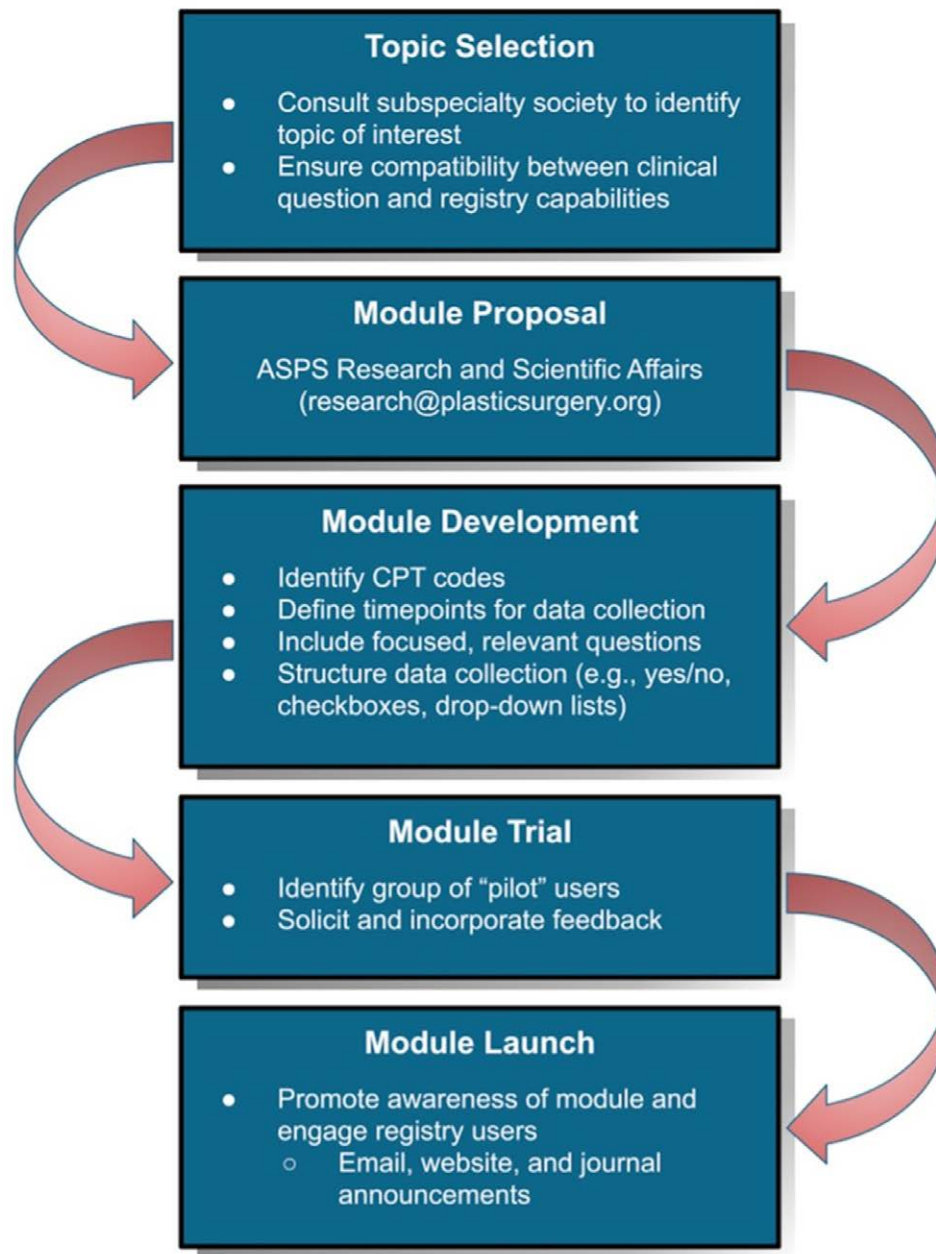 Topic Selection
● Consult subspecialty society to identify
topic of interest
● Ensure compatibility between clinical
question and registry capabilities
Module Proposal
ASPS Research and Scientific Affairs
(research@plasticsurgery.org)
Module Development
● Identify CPT codes
● Define timepoints for data collection
● Include focused, relevant questions
● Structure data collection (e.g., yes/no,
checkboxes, drop-down lists)
Module Trial
● Identify group of “pilot” users
● Solicit and incorporate feedback
Module Launch
● Promote awareness of module and
engage registry users
○ Email, website, and journal
announcements